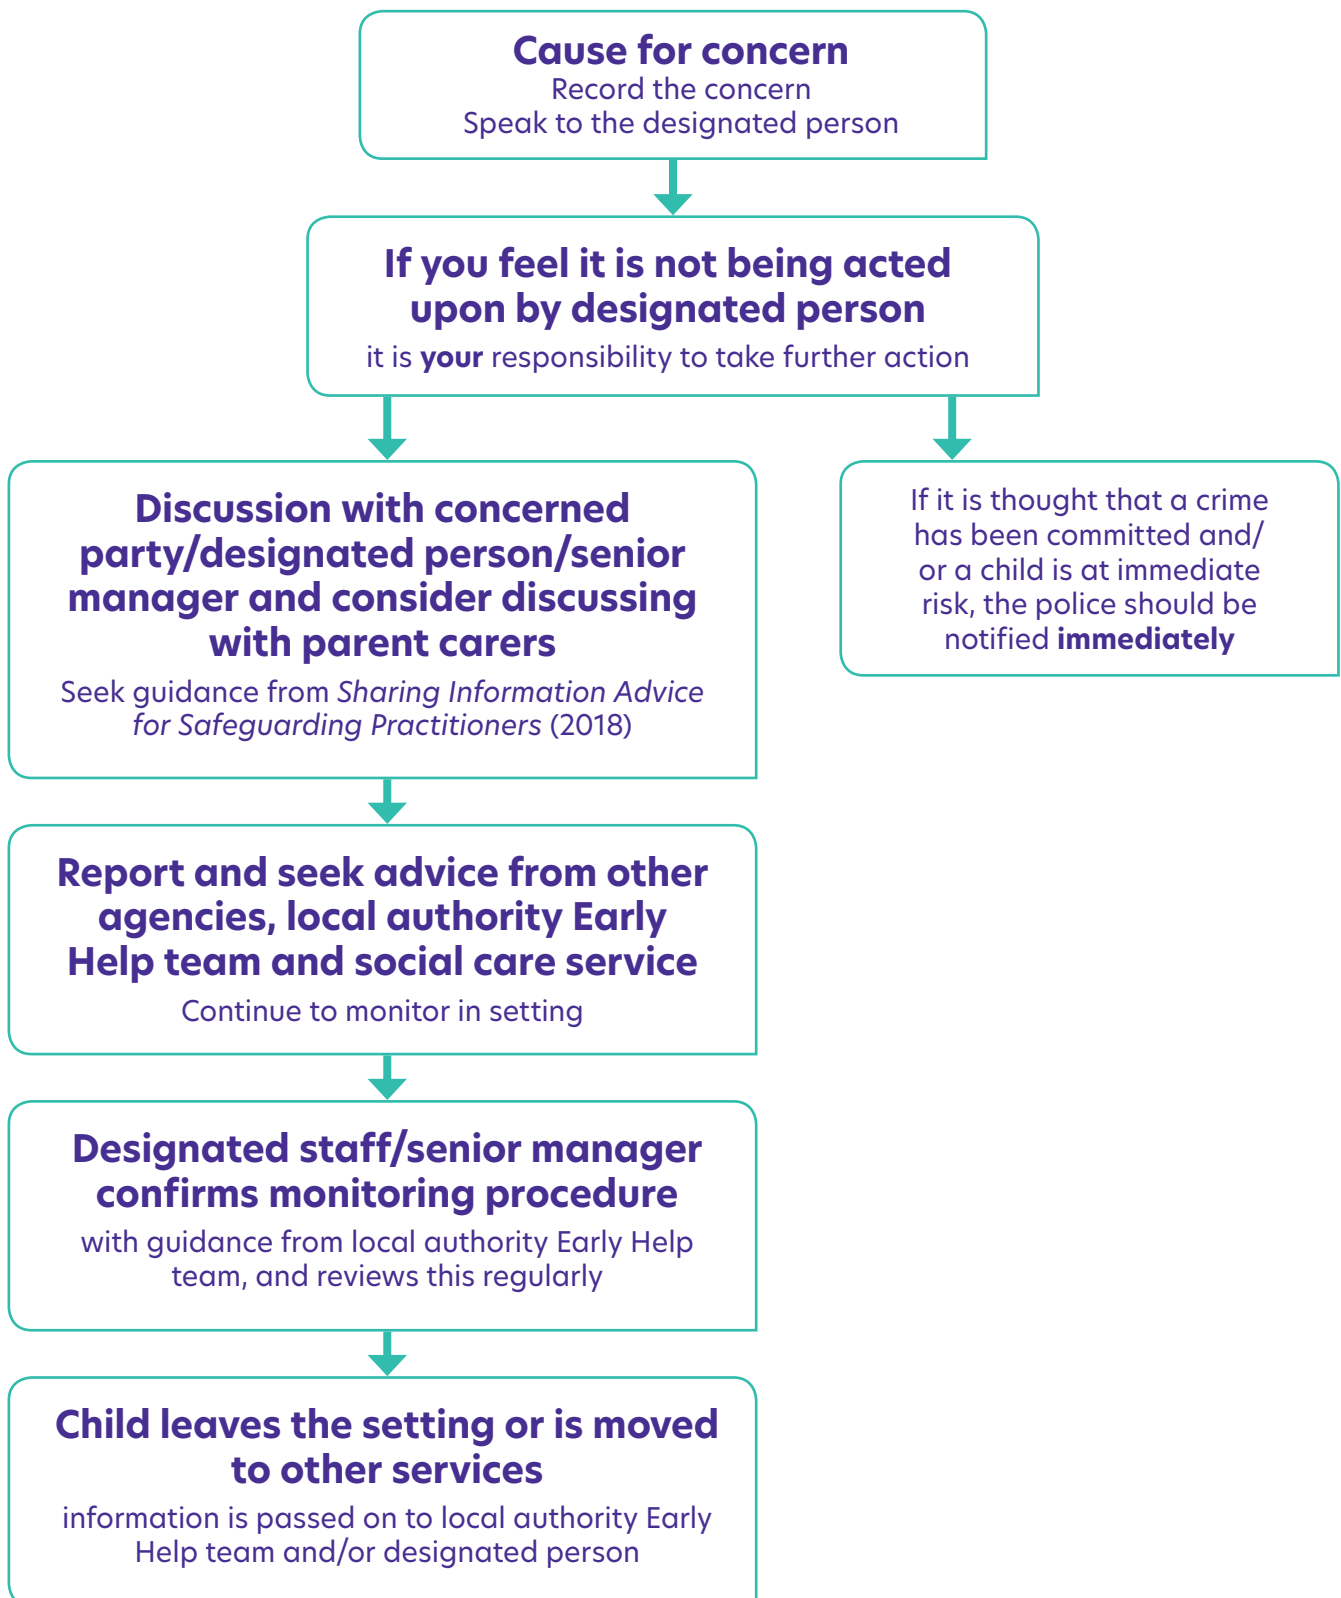 Cause for concern
Record the concern
Speak to the designated person
If you feel it is not being acted
upon by designated person
it is your responsibility to take further action
Discussion with concerned
party/designated person/senior
manager and consider discussing
with parent carers
Seek guidance from Sharing Information Advice
for Safeguarding Practitioners (2018)
If it is thought that a crime
has been committed and/
or a child is at immediate
risk, the police should be
notified immediately
Report and seek advice from other
agencies, local authority Early
Help team and social care service
Continue to monitor in setting
Designated staff/senior manager
confirms monitoring procedure
with guidance from local authority Early Help
team, and reviews this regularly
Child leaves the setting or is moved
to other services
information is passed on to local authority Early
Help team and/or designated person